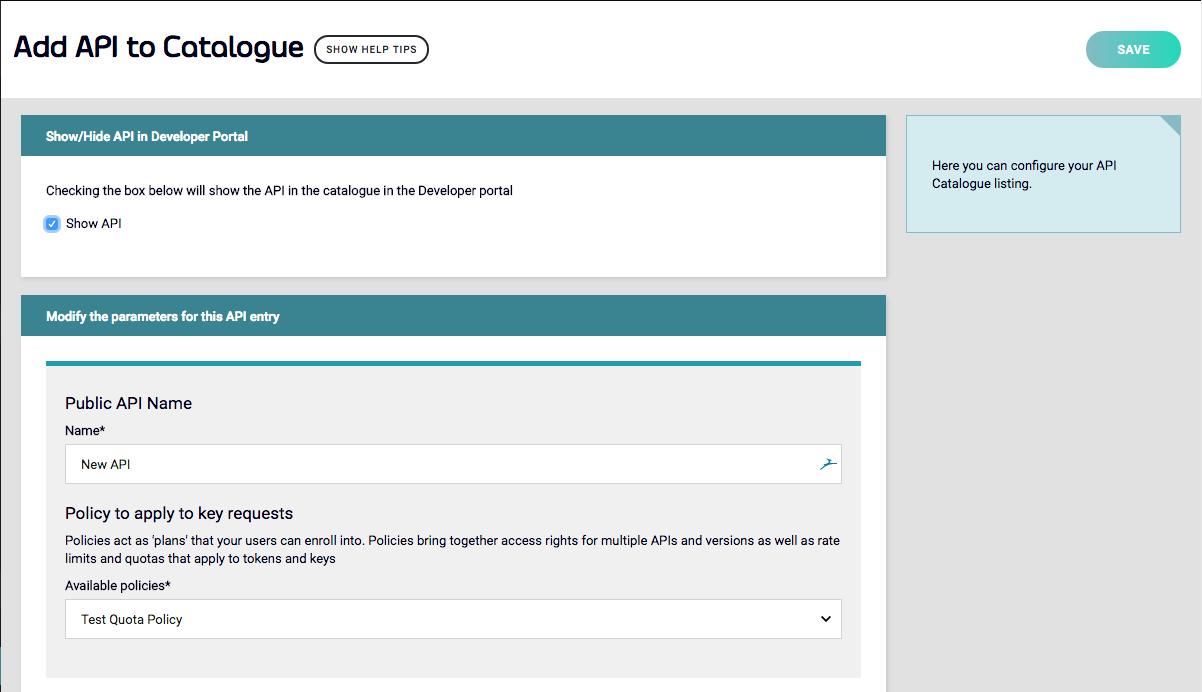 Add API to Catalogue
SHOW HELP TIPS
SAVE
Show/Hide API in Developer Portal
Checking the box below will show the API in the catalogue in the Developer portal
Show API
Here you can configure your API
Catalogue listing.
Modify the parameters for this API entry
Public API Name
Name*
New API
Policy to apply to key requests
Policies act as 'plans' that your users can enroll into. Policies bring together access rights for multiple APIs and versions as well as rate
limits and quotas that apply to tokens and keys
Available policies*
Test Quota Policy